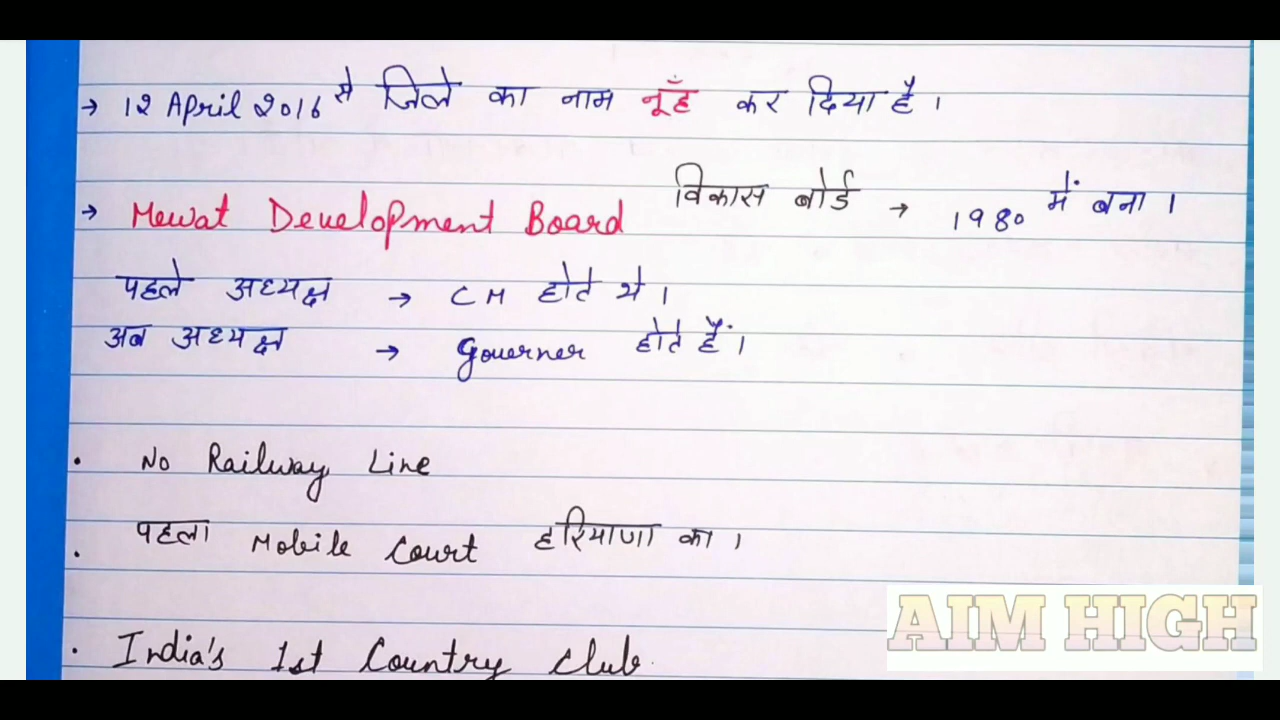 → 12 April 2016 से जिले का नाम नूँह कर दिया है।
→ Mewat Development Board विकास बोर्ड → 1980 में बना।
पहले अध्यक्ष → CM होते थे।
अब अध्यक्ष → Governer होते हैं।
• No Railway Line
• पहला Mobile Court हरियाणा का।
• India's 1st Country Club.
AIM HIGH